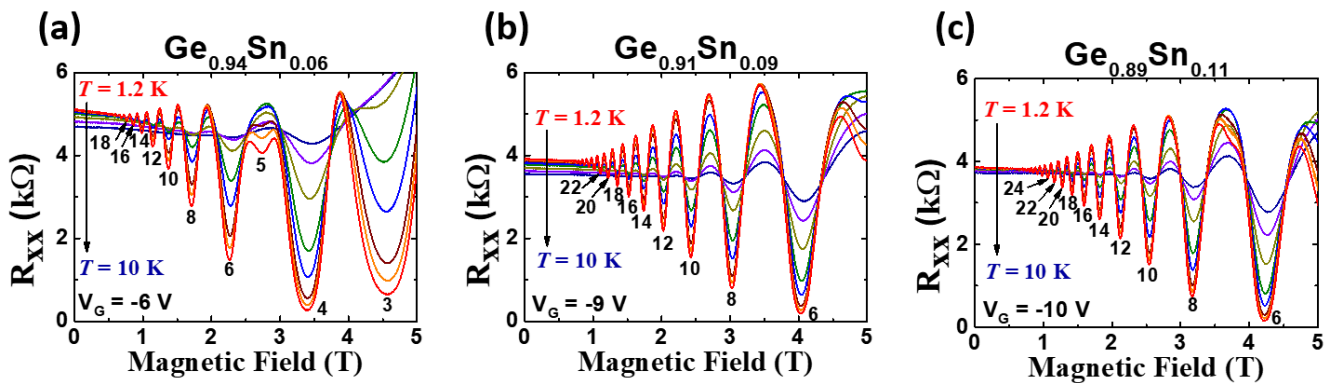 (a)
Ge0.94Sn0.06
6
4
2
0
RXX (kΩ)
T = 1.2 K
T = 10 K
VG = -6 V
18
16
14
12
10
8
6
5
4
3
0 1 2 3 4 5
Magnetic Field (T)
(b)
Ge0.91Sn0.09
6
4
2
0
RXX (kΩ)
T = 1.2 K
T = 10 K
VG = -9 V
22
20
18
16
14
12
10
8
6
0 1 2 3 4 5
Magnetic Field (T)
(c)
Ge0.89Sn0.11
6
4
2
0
RXX (kΩ)
T = 1.2 K
T = 10 K
VG = -10 V
24
22
20
18
16
14
12
10
8
6
0 1 2 3 4 5
Magnetic Field (T)